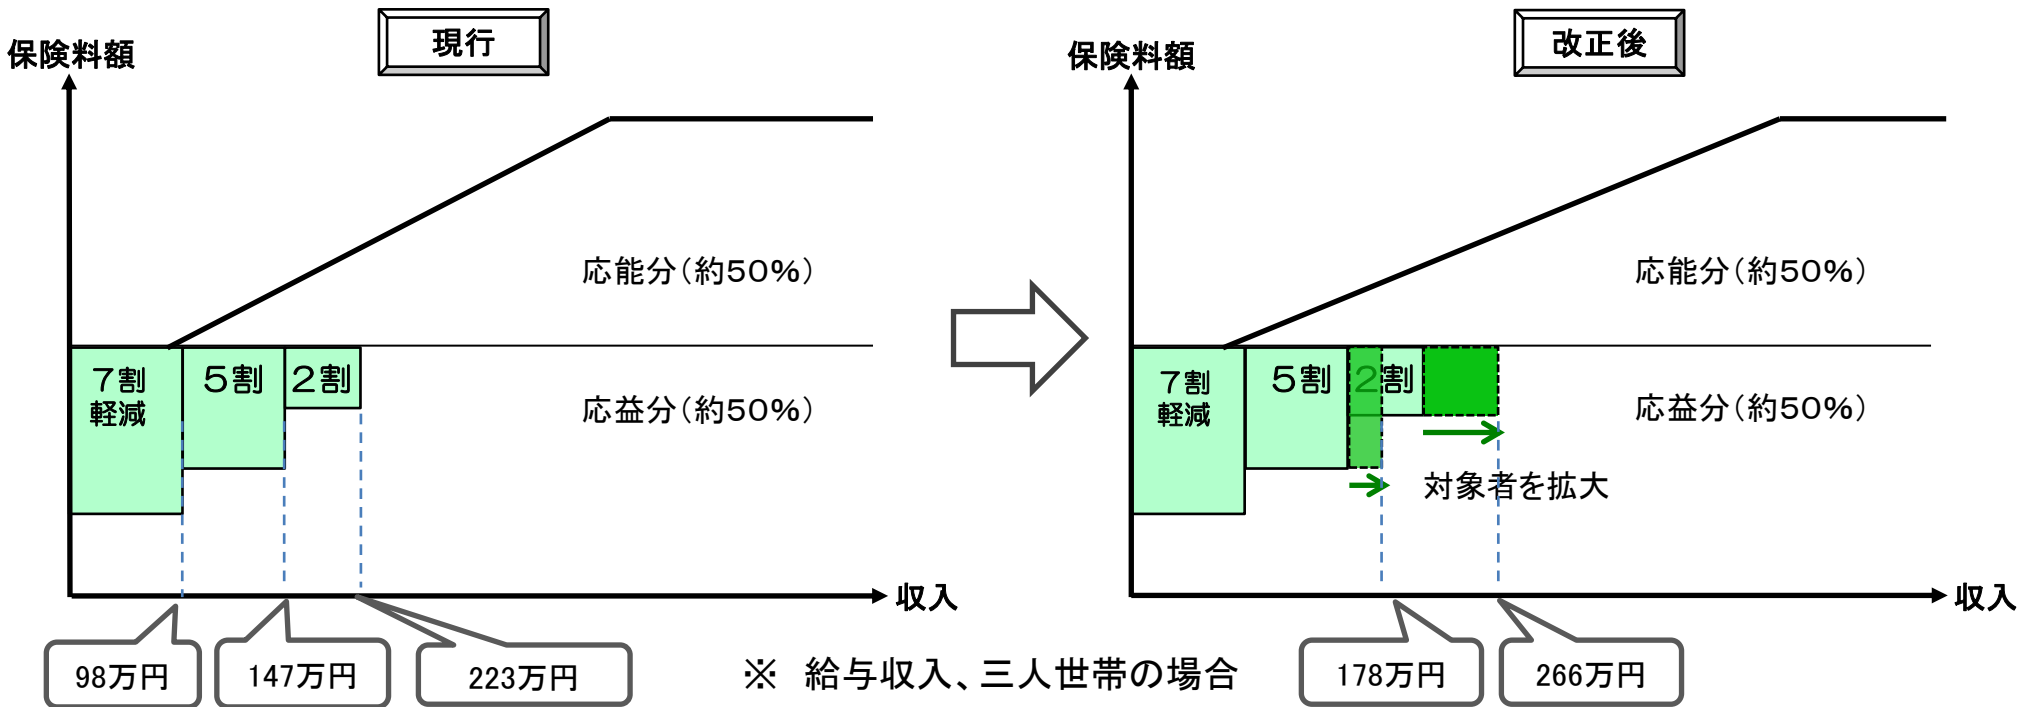 現行
保険料額
応能分(約50%)
7割
軽減
5割
2割
応益分(約50%)
収入
98万円
147万円
223万円
改正後
保険料額
応能分(約50%)
7割
軽減
5割
2割
応益分(約50%)
対象者を拡大
収入
178万円
266万円
※ 給与収入、三人世帯の場合